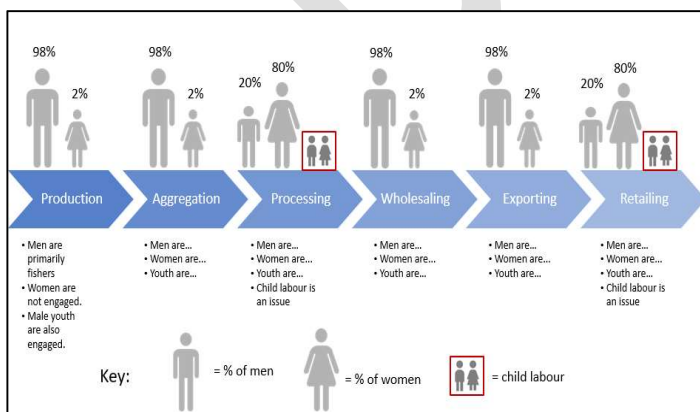 98%
2%
98%
2%
20%
80%
98%
2%
98%
2%
20%
80%
Production
Aggregation
Processing
Wholesaling
Exporting
Retailing
• Men are
primarily
fishers
• Women are
not engaged.
• Male youth
are also
engaged.
• Men are...
• Women are...
• Youth are...
• Men are...
• Women are...
• Youth are...
• Child labour is
an issue
• Men are...
• Women are...
• Youth are...
• Men are...
• Women are...
• Youth are...
• Men are...
• Women are...
• Youth are...
• Child labour is
an issue
Key:
= % of men
= % of women
= child labour